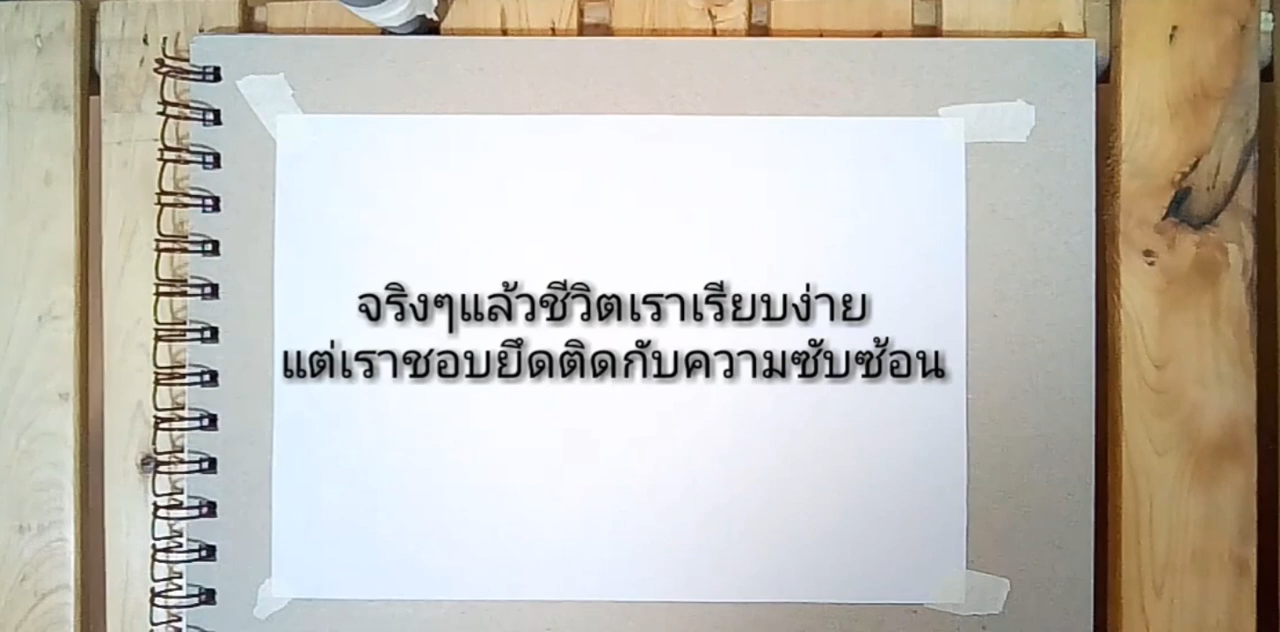 จริงๆแล้วชีวิตเราเรียบง่าย
แต่เราชอบยึดติดกับความซับซ้อน